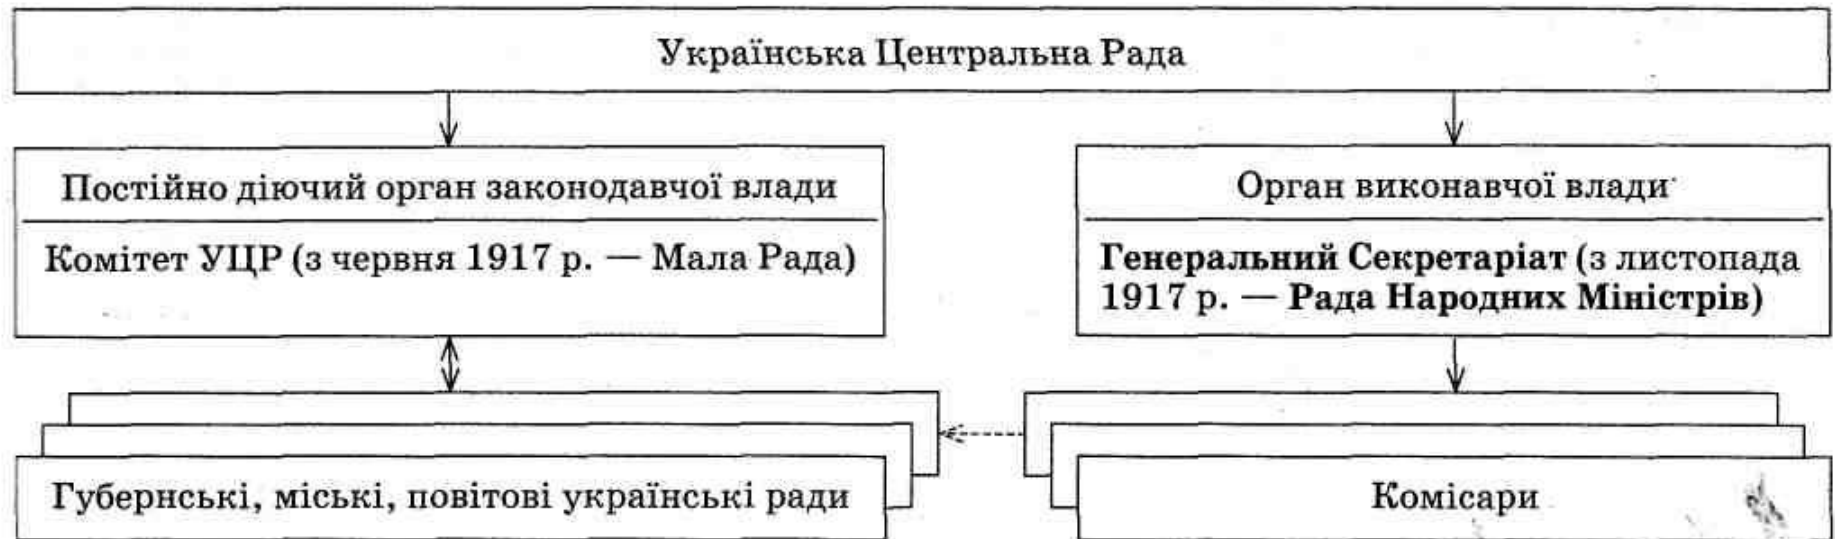 Українська Центральна Рада
Постійно діючий орган законодавчої влади
Комітет УЦР (з червня 1917 р. — Мала Рада)
Орган виконавчої влади
Генеральний Секретаріат (з листопада
1917 р. — Рада Народних Міністрів)
Губернські, міські, повітові українські ради
Комісари